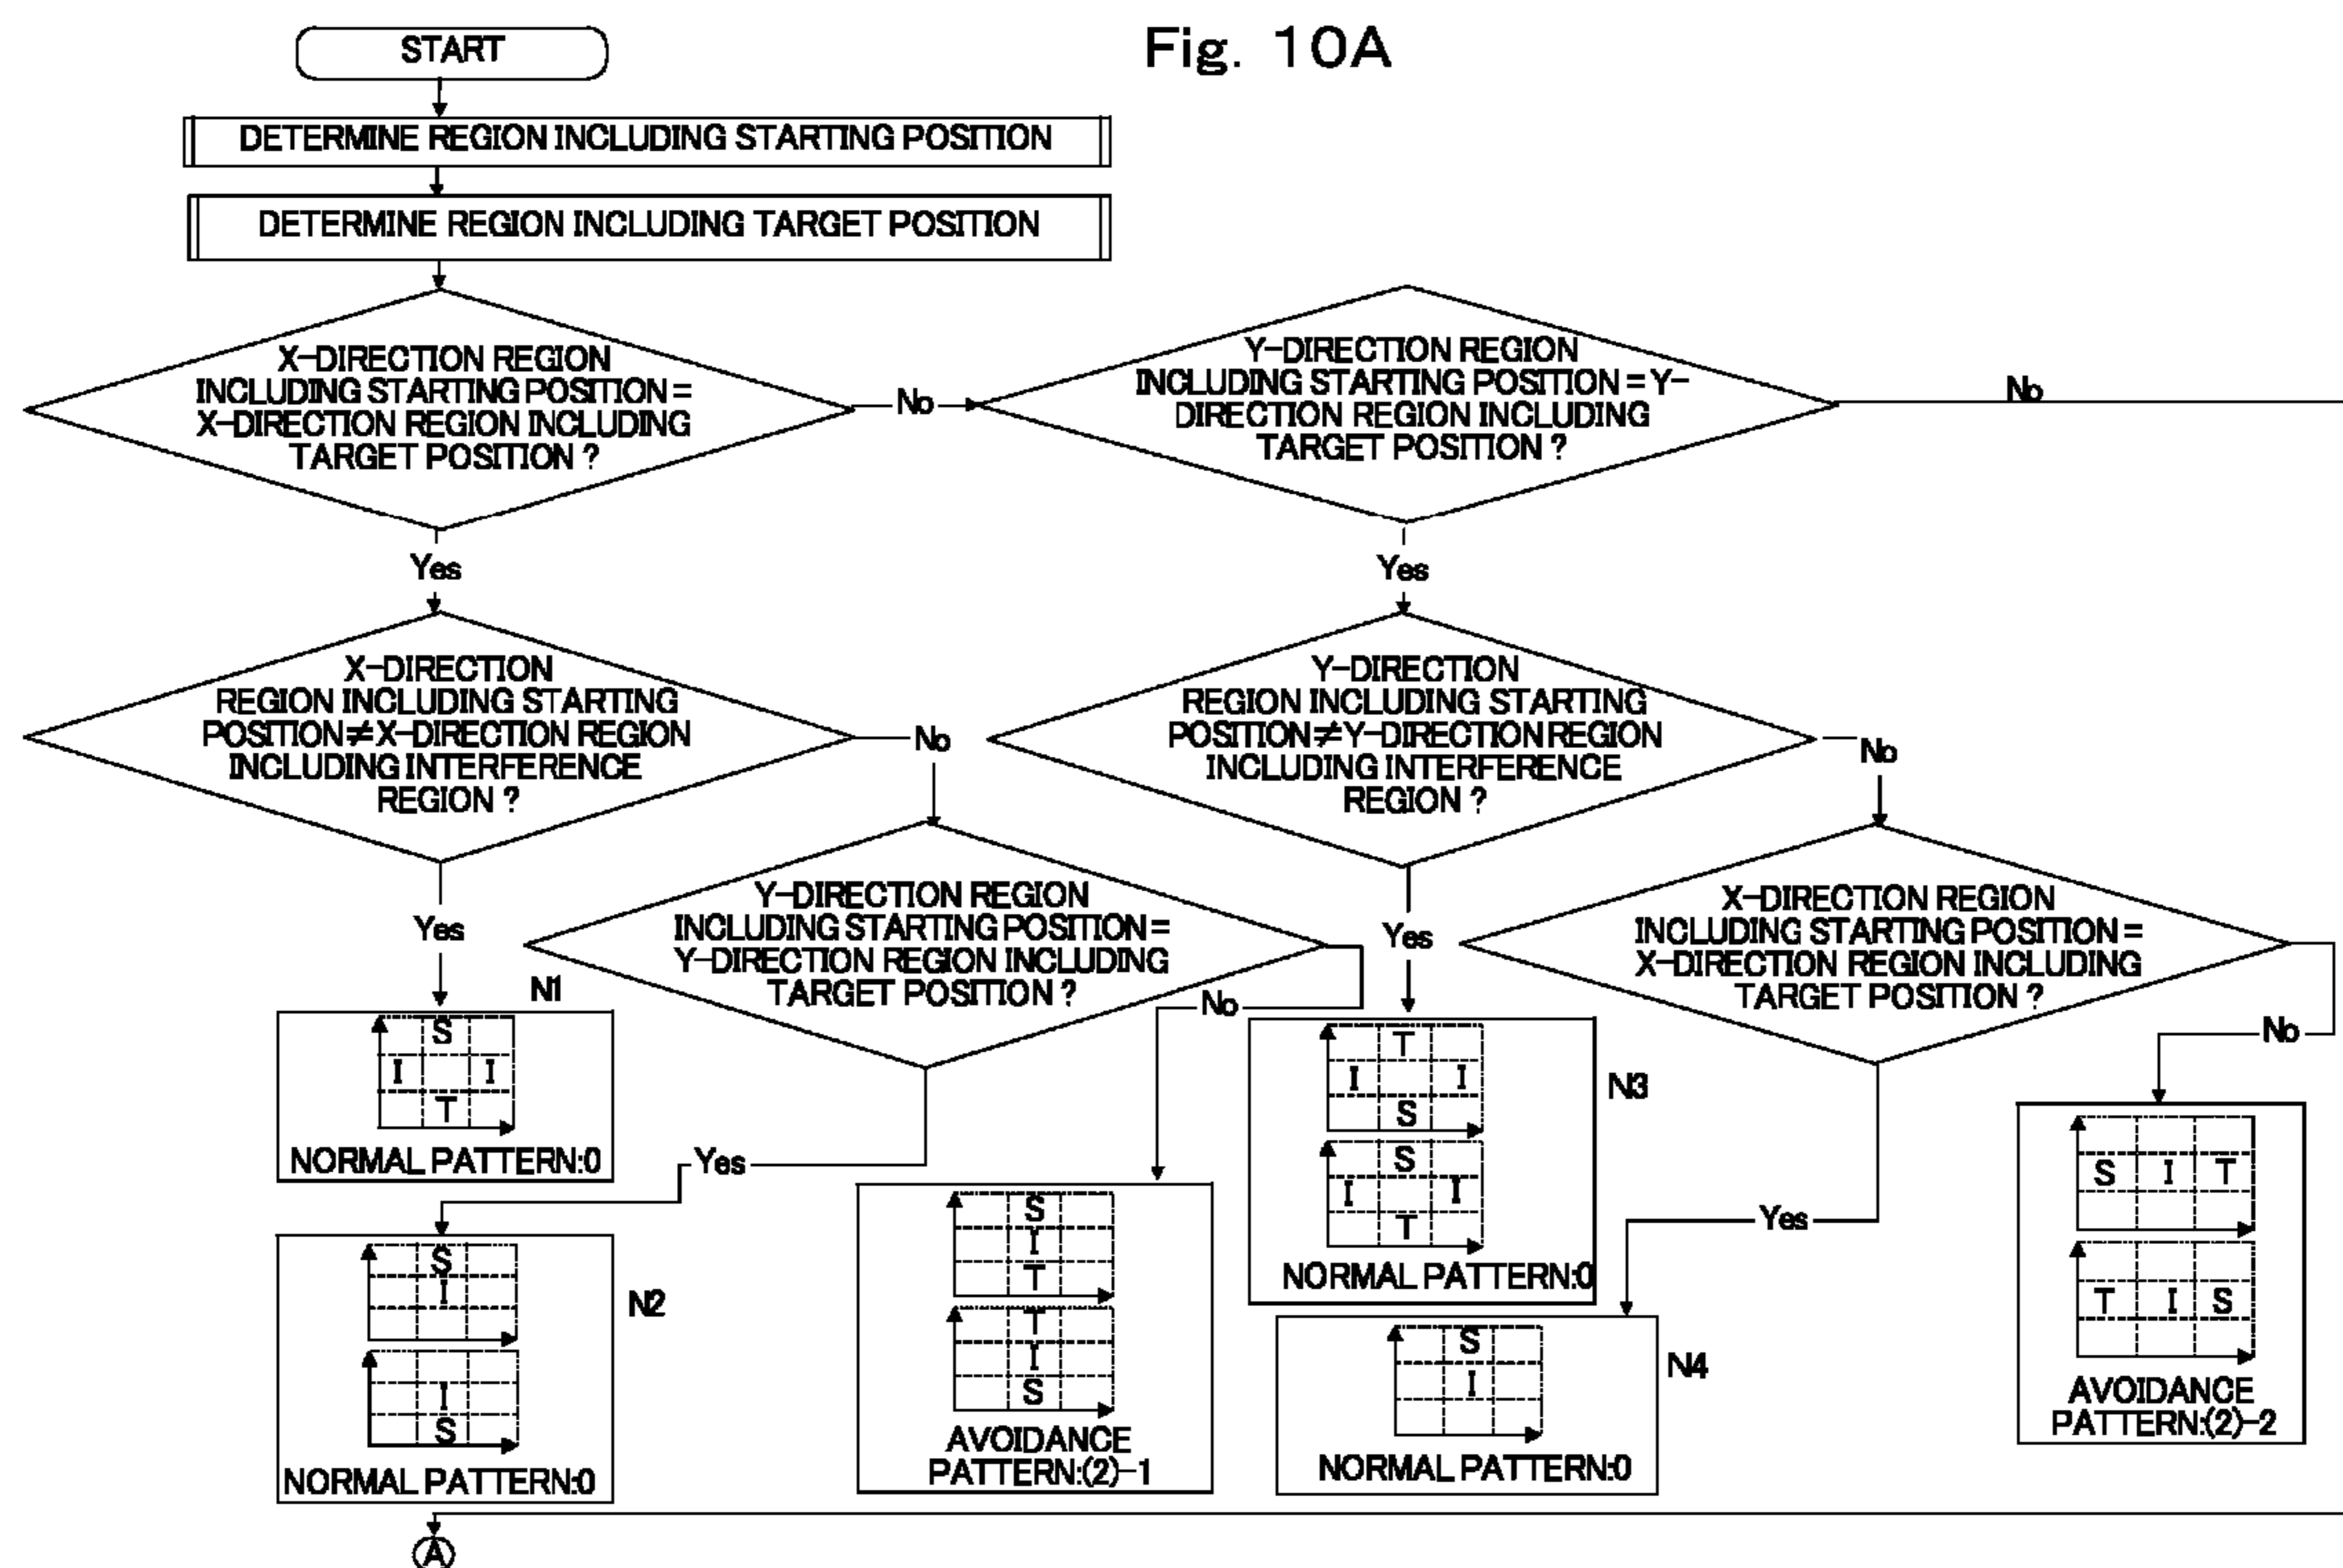 Fig. 10A
START
DETERMINE REGION INCLUDING STARTING POSITION
DETERMINE REGION INCLUDING TARGET POSITION
X-DIRECTION REGION
INCLUDING STARTING POSITION =
X-DIRECTION REGION INCLUDING
TARGET POSITION ?
No
Y-DIRECTION REGION
INCLUDING STARTING POSITION = Y-
DIRECTION REGION INCLUDING
TARGET POSITION ?
No
Yes
Yes
X-DIRECTION
REGION INCLUDING STARTING
POSITION≠X-DIRECTION REGION
INCLUDING INTERFERENCE
REGION ?
No
Y-DIRECTION
REGION INCLUDING STARTING
POSITION≠Y-DIRECTION REGION
INCLUDING INTERFERENCE
REGION ?
No
Yes
Y-DIRECTION REGION
INCLUDING STARTING POSITION =
Y-DIRECTION REGION INCLUDING
TARGET POSITION ?
No
Yes
X-DIRECTION REGION
INCLUDING STARTING POSITION =
X-DIRECTION REGION INCLUDING
TARGET POSITION ?
No
N1
S
I I
T
NORMAL PATTERN:0
Yes
N2
S
I
I
S
NORMAL PATTERN:0
S
I
T
T
I
S
AVOIDANCE
PATTERN:(2)-1
N3
T
I I
S
S
I I
T
NORMAL PATTERN:0
Yes
N4
S
I
NORMAL PATTERN:0
S I T
T I S
AVOIDANCE
PATTERN:(2)-2
A